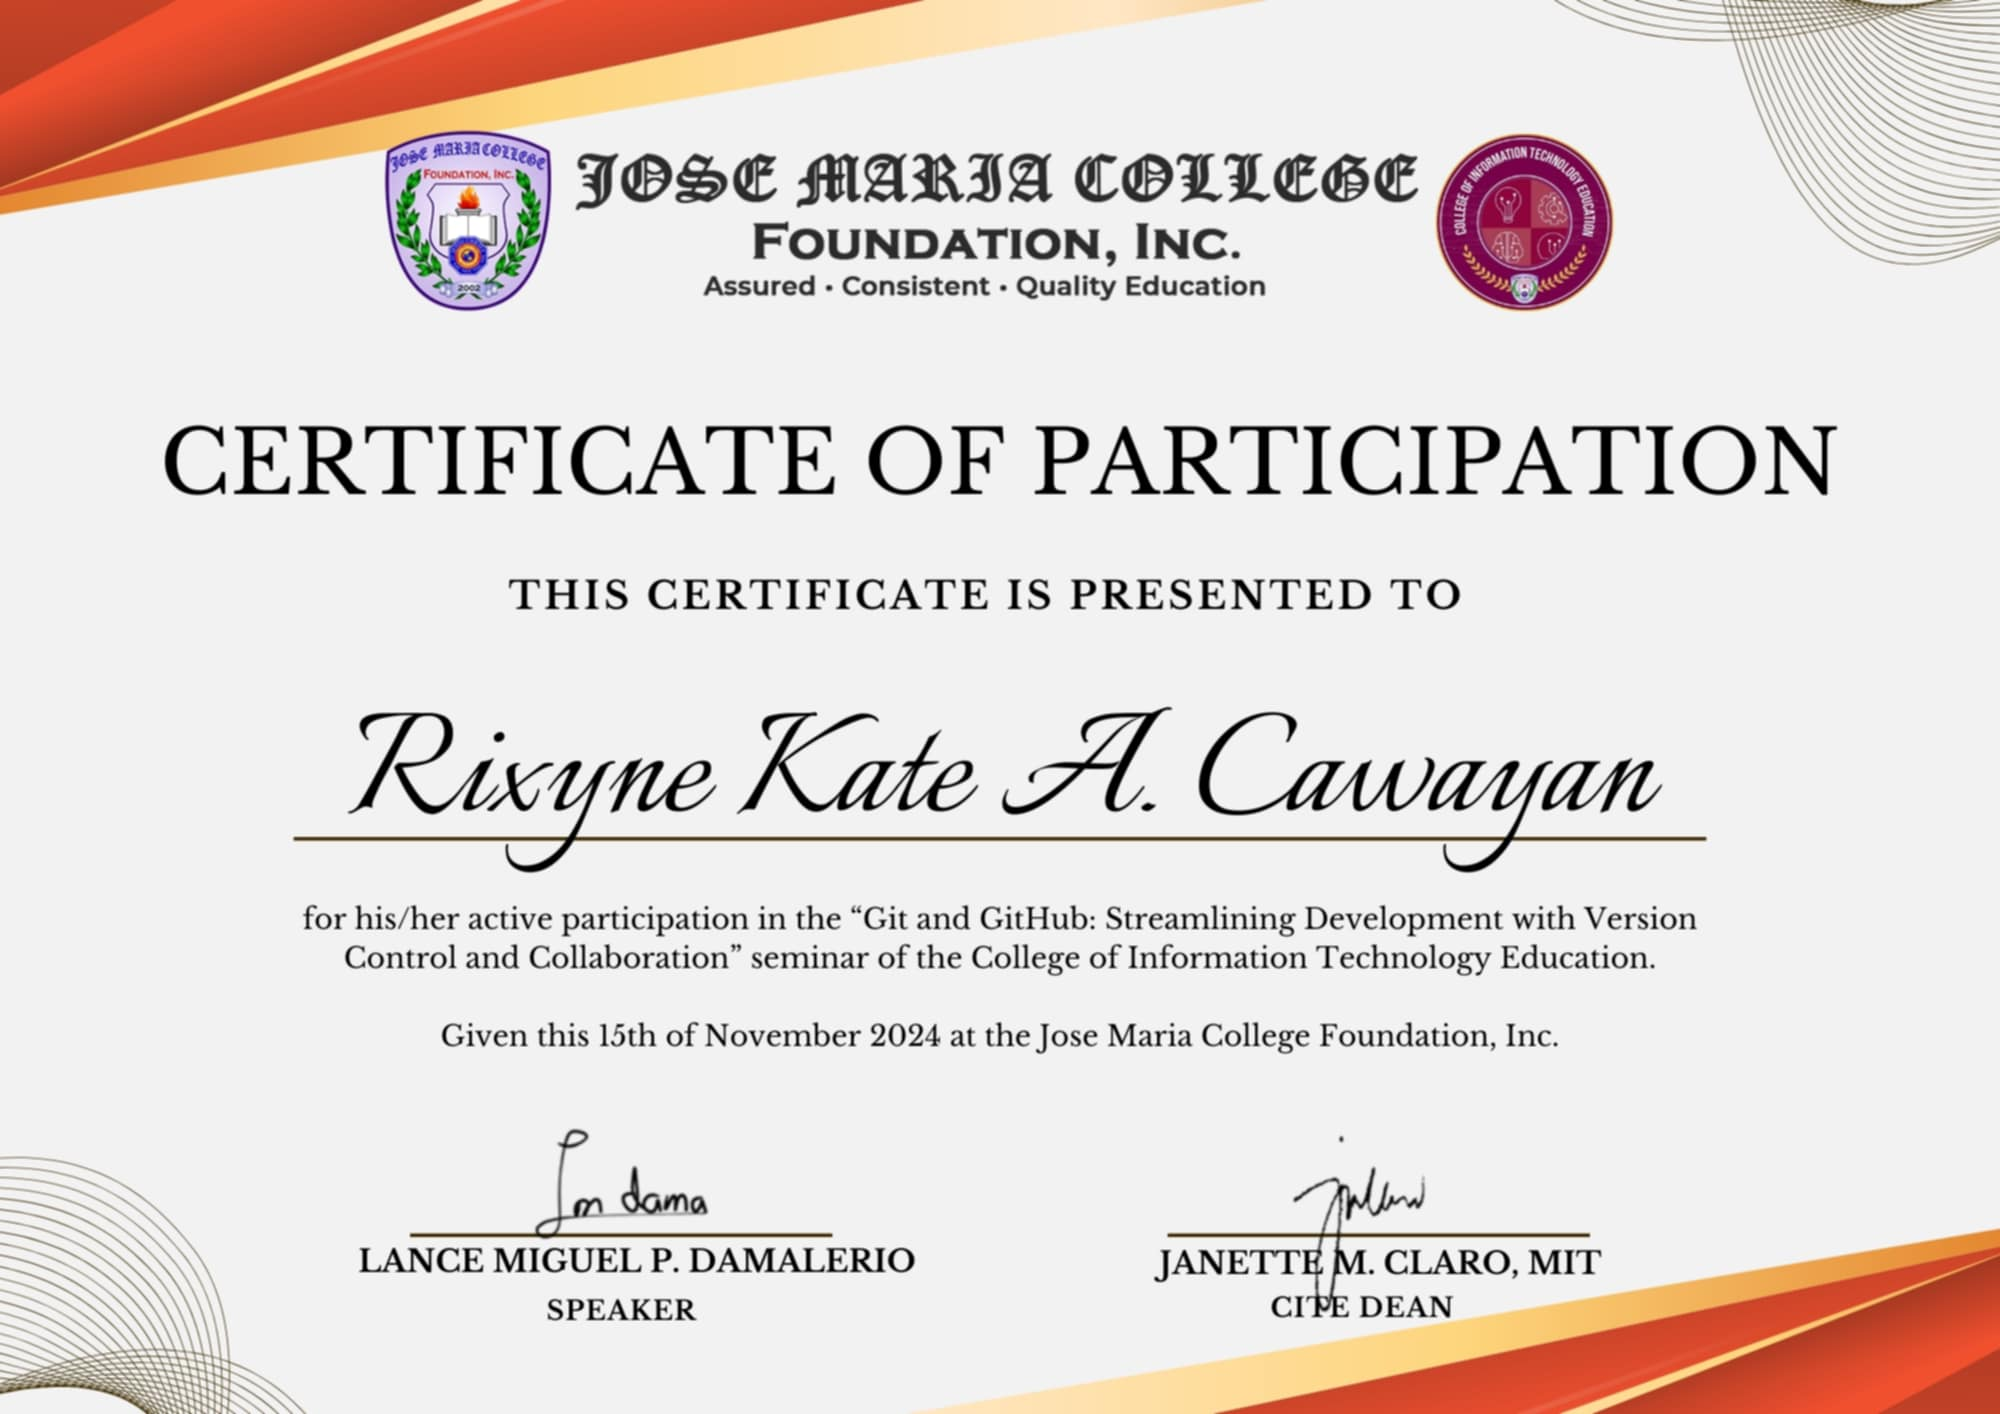 JOSE MARIA COLLEGE
FOUNDATION, INC.
2002
JOSE MARIA COLLEGE
FOUNDATION, INC.
Assured • Consistent • Quality Education
COLLEGE OF INFORMATION TECHNOLOGY EDUCATION
CERTIFICATE OF PARTICIPATION
THIS CERTIFICATE IS PRESENTED TO
Rixyne Kate A. Cawayan
for his/her active participation in the “Git and GitHub: Streamlining Development with Version
Control and Collaboration” seminar of the College of Information Technology Education.
Given this 15th of November 2024 at the Jose Maria College Foundation, Inc.
dama
LANCE MIGUEL P. DAMALERIO
SPEAKER
JANETTE M. CLARO, MIT
CITE DEAN